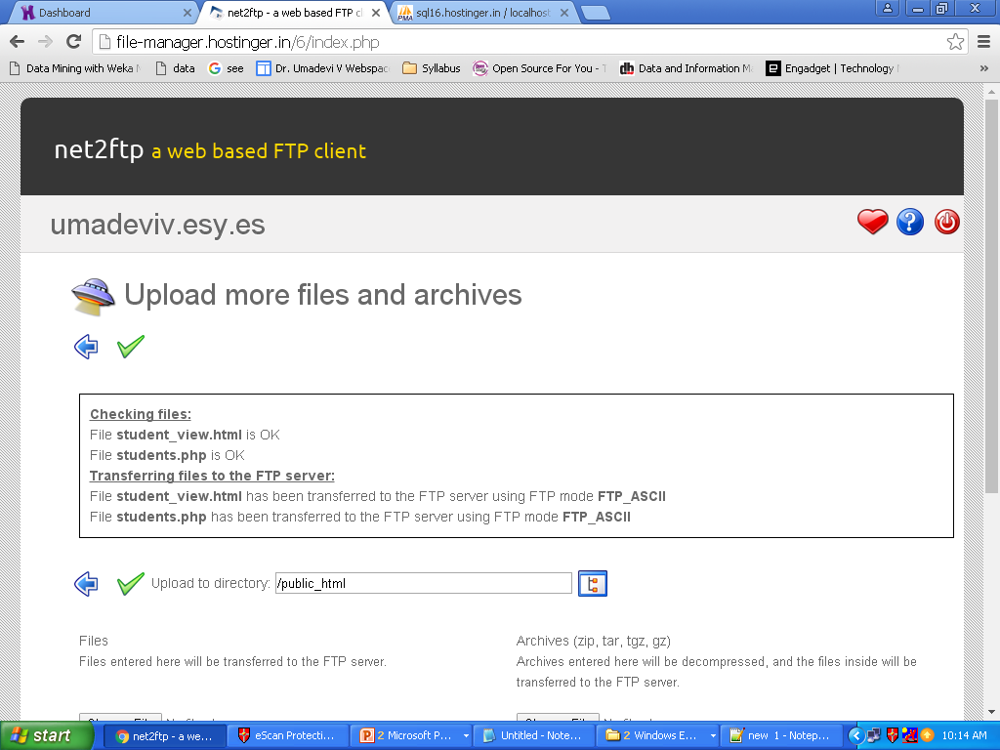 Dashboard
net2ftp - a web based FTP cl
sql16.hostinger.in / localhost
PMA
file-manager.hostinger.in/6/index.php
Data Mining with Weka
data
see
Dr. Umadevi V Webspac
Syllabus
Open Source For You -
Data and Information M
Engadget | Technology
»
net2ftp a web based FTP client
umadeviv.esy.es
Upload more files and archives
Checking files:
File student_view.html is OK
File students.php is OK
Transferring files to the FTP server:
File student_view.html has been transferred to the FTP server using FTP mode FTP_ASCII
File students.php has been transferred to the FTP server using FTP mode FTP_ASCII
Upload to directory: /public_html
Files
Files entered here will be transferred to the FTP server.
Archives (zip, tar, tgz, gz)
Archives entered here will be decompressed, and the files inside will be
transferred to the FTP server.
start
net2ftp - a we...
eScan Protecti...
2 Microsoft P...
Untitled - Note...
2 Windows E...
new 1 - Notep...
10:14 AM